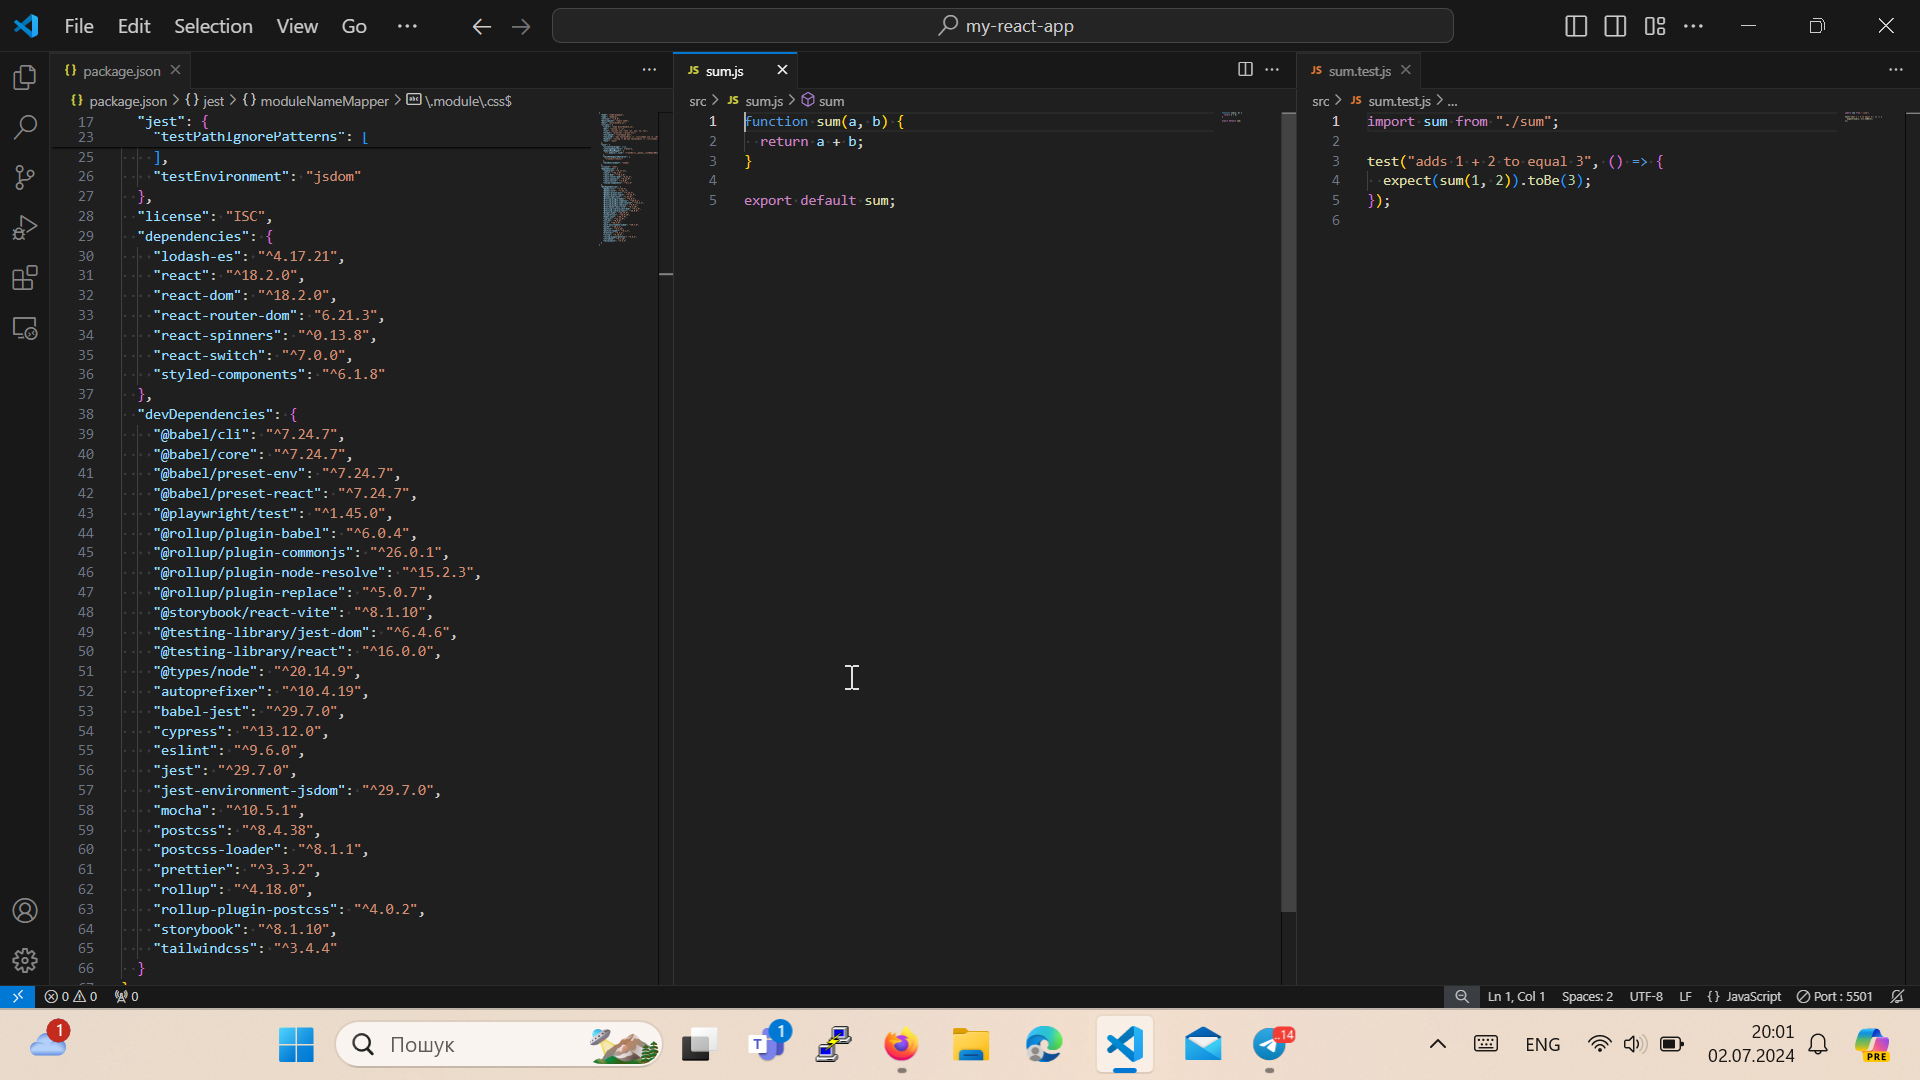 File Edit Selection View Go ···
my-react-app
{} package.json
{} package.json > {} jest > {} moduleNameMapper > \.module\.css$
17 "jest": {
23 "testPathIgnorePatterns": [
25 ],
26 "testEnvironment": "jsdom"
27 },
28 "license": "ISC",
29 "dependencies": {
30 "lodash-es": "^4.17.21",
31 "react": "^18.2.0",
32 "react-dom": "^18.2.0",
33 "react-router-dom": "6.21.3",
34 "react-spinners": "^0.13.8",
35 "react-switch": "^7.0.0",
36 "styled-components": "^6.1.8"
37 },
38 "devDependencies": {
39 "@babel/cli": "^7.24.7",
40 "@babel/core": "^7.24.7",
41 "@babel/preset-env": "^7.24.7",
42 "@babel/preset-react": "^7.24.7",
43 "@playwright/test": "^1.45.0",
44 "@rollup/plugin-babel": "^6.0.4",
45 "@rollup/plugin-commonjs": "^26.0.1",
46 "@rollup/plugin-node-resolve": "^15.2.3",
47 "@rollup/plugin-replace": "^5.0.7",
48 "@storybook/react-vite": "^8.1.10",
49 "@testing-library/jest-dom": "^6.4.6",
50 "@testing-library/react": "^16.0.0",
51 "@types/node": "^20.14.9",
52 "autoprefixer": "^10.4.19",
53 "babel-jest": "^29.7.0",
54 "cypress": "^13.12.0",
55 "eslint": "^9.6.0",
56 "jest": "^29.7.0",
57 "jest-environment-jsdom": "^29.7.0",
58 "mocha": "^10.5.1",
59 "postcss": "^8.4.38",
60 "postcss-loader": "^8.1.1",
61 "prettier": "^3.3.2",
62 "rollup": "^4.18.0",
63 "rollup-plugin-postcss": "^4.0.2",
64 "storybook": "^8.1.10",
65 "tailwindcss": "^3.4.4"
66 }
JS sum.js
src > JS sum.js > sum
1 function sum(a, b) {
2 return a + b;
3 }
4
5 export default sum;
JS sum.test.js
src > JS sum.test.js > ...
1 import sum from "./sum";
2
3 test("adds 1 + 2 to equal 3", () => {
4 expect(sum(1, 2)).toBe(3);
5 });
6
0 0 0
Ln 1, Col 1 Spaces: 2 UTF-8 LF {} JavaScript Port : 5501
1
Пошук
T 1
..14
ENG
20:01
02.07.2024
PRE